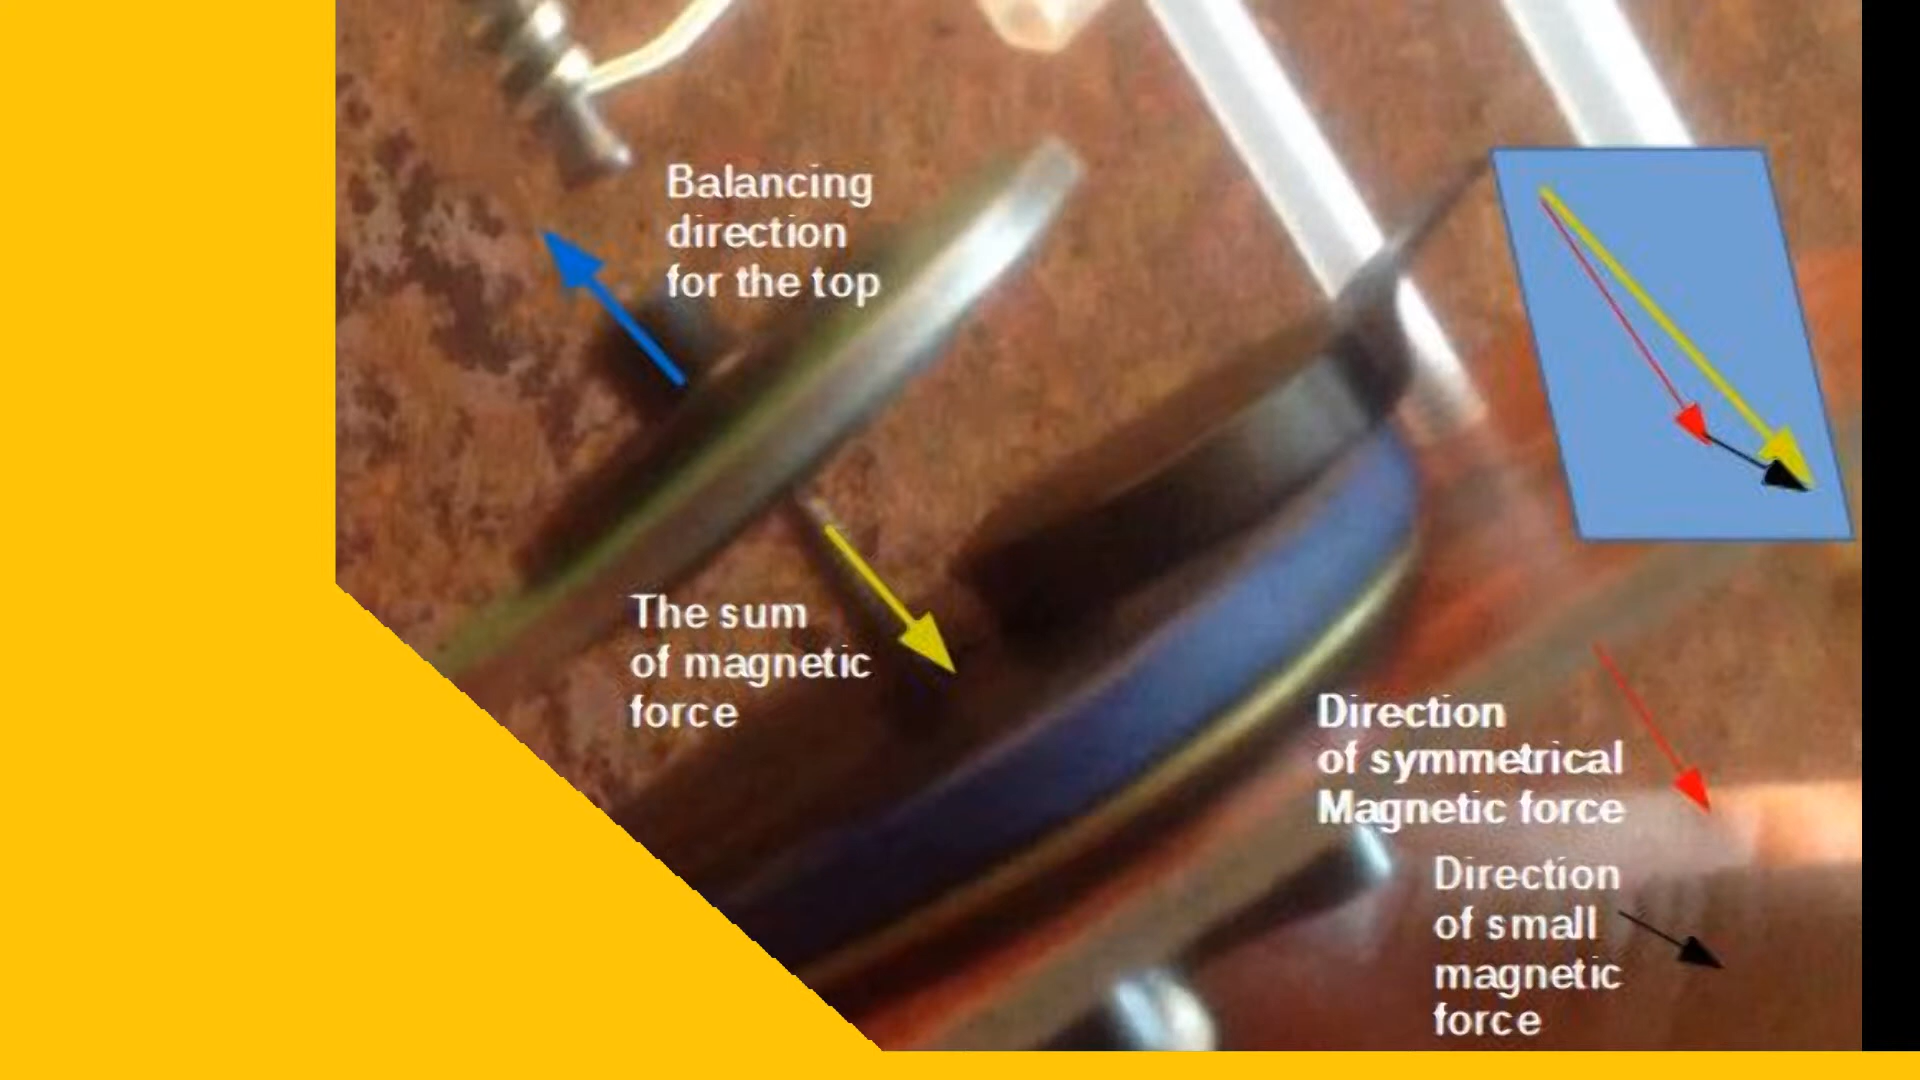 Balancing
direction
for the top
The sum
of magnetic
force
Direction
of symmetrical
Magnetic force
Direction
of small
magnetic
force